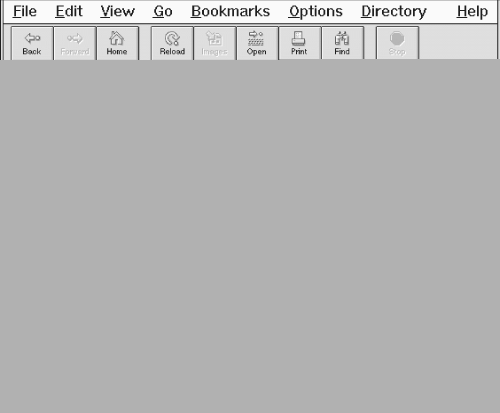 File Edit View Go Bookmarks Options Directory Help
Back Forward Home Reload Images Open Print Find Stop